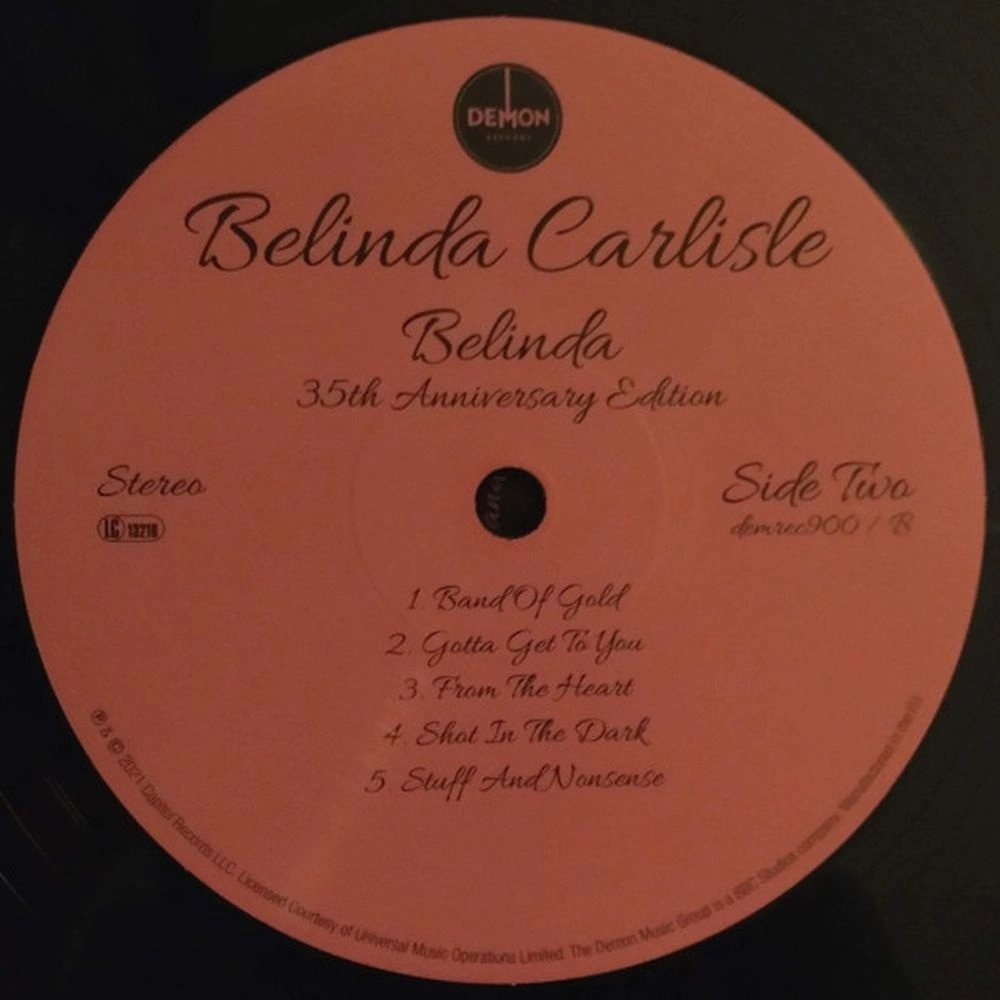 DEMON
RECORDS
Belinda Carlisle
Belinda
35th Anniversary Edition
Stereo
LC 13216
Side Two
demrec900 / B
1. Band Of Gold
2. Gotta Get To You
3. From The Heart
4. Shot In The Dark
5. Stuff And Nonsense
℗ & © 2021 Capitol Records LLC. Licensed Courtesy of Universal Music Operations Limited. The Demon Music Group is a BBC Studios company. Manufactured in the EU